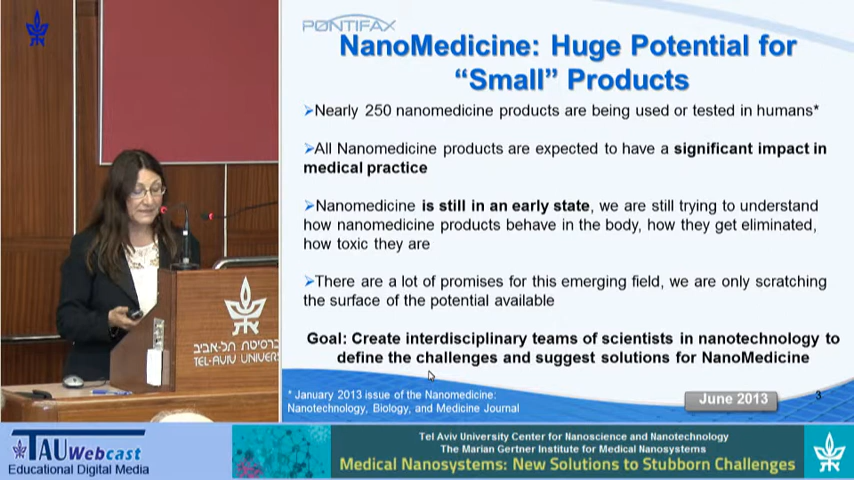 PONTIFAX
NanoMedicine: Huge Potential for
“Small” Products
Nearly 250 nanomedicine products are being used or tested in humans*
All Nanomedicine products are expected to have a significant impact in
medical practice
Nanomedicine is still in an early state, we are still trying to understand
how nanomedicine products behave in the body, how they get eliminated,
how toxic they are
There are a lot of promises for this emerging field, we are only scratching
the surface of the potential available
Goal: Create interdisciplinary teams of scientists in nanotechnology to
define the challenges and suggest solutions for NanoMedicine
* January 2013 issue of the Nanomedicine:
Nanotechnology, Biology, and Medicine Journal
June 2013
3
אוניברסיטת תל-אביב
TEL-AVIV UNIVERS
TAU Webcast
Educational Digital Media
Tel Aviv University Center for Nanoscience and Nanotechnology
The Marian Gertner Institute for Medical Nanosystems
Medical Nanosystems: New Solutions to Stubborn Challenges